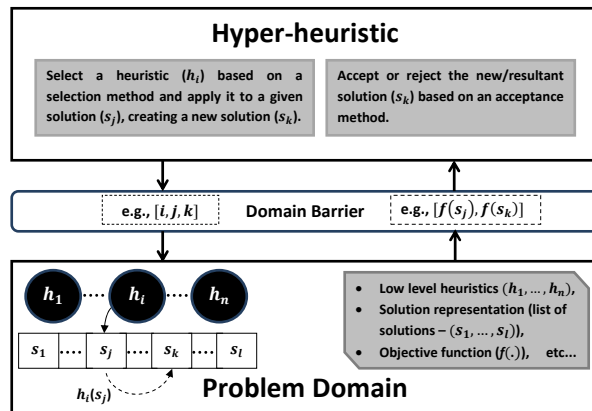 Hyper-heuristic
Select a heuristic (hᵢ) based on a
selection method and apply it to a given
solution (sⱼ), creating a new solution (sₖ).
Accept or reject the new/resultant
solution (sₖ) based on an acceptance
method.
e.g., [i, j, k]
Domain Barrier
e.g., [f(sⱼ), f(sₖ)]
h₁ ····· hᵢ ····· hₙ
s₁ ···· sⱼ ···· sₖ ···· sₗ
hᵢ(sⱼ)
• Low level heuristics (h₁, ..., hₙ),
• Solution representation (list of
solutions – (s₁, ..., sₗ)),
• Objective function (f(.)), etc...
Problem Domain